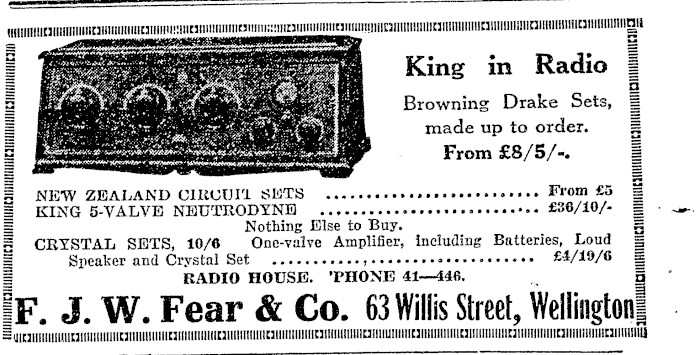 King in Radio
Browning Drake Sets,
made up to order.
From £8/5/-.
NEW ZEALAND CIRCUIT SETS .......................... From £5
KING 5-VALVE NEUTRODYNE .......................... £36/10/-
Nothing Else to Buy.
CRYSTAL SETS, 10/6 One-valve Amplifier, including Batteries, Loud
Speaker and Crystal Set ................................ £4/19/6
RADIO HOUSE. 'PHONE 41—446.
F. J. W. Fear & Co. 63 Willis Street, Wellington